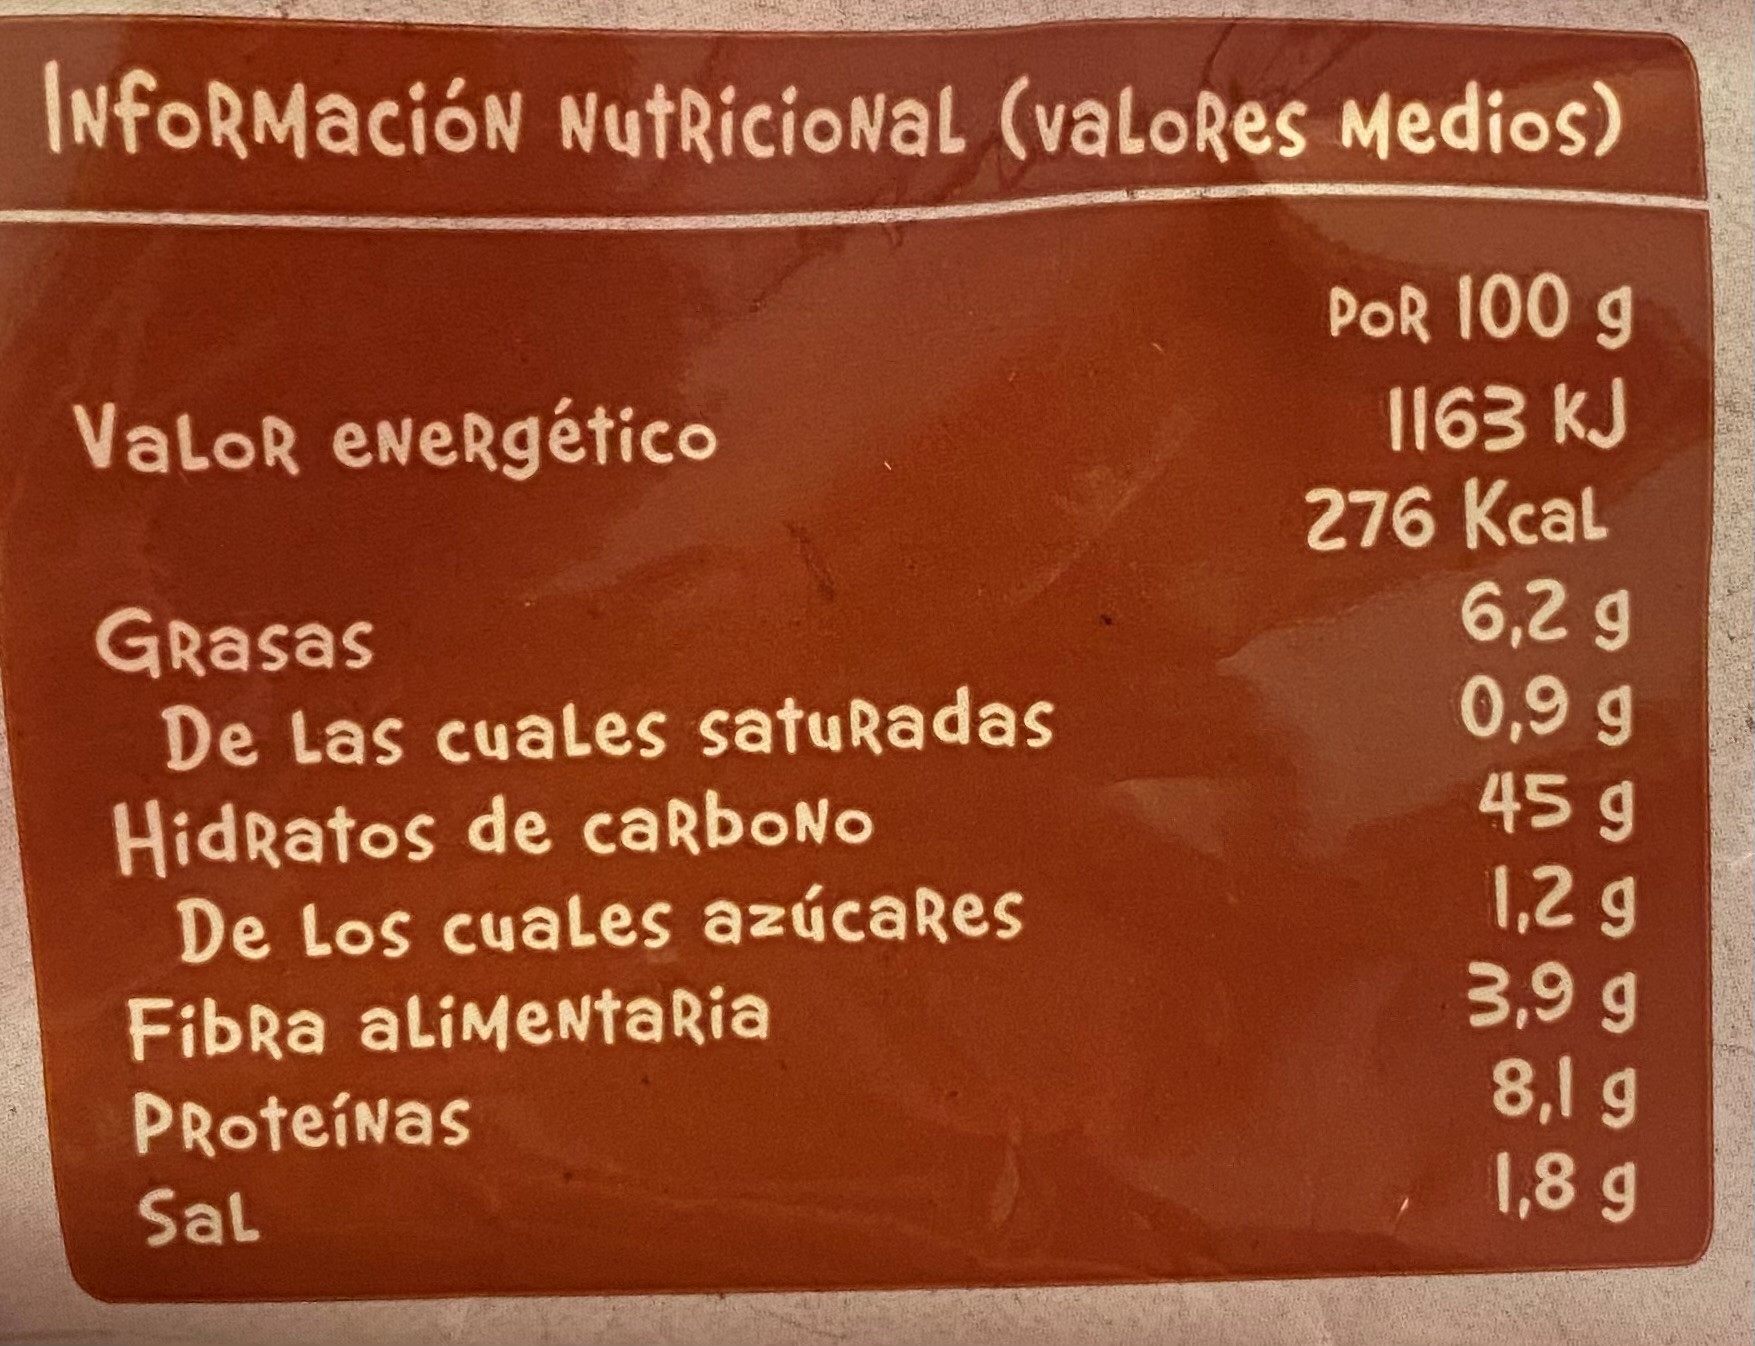 Información nutricional (valores medios)
por 100 g
Valor energético 1163 KJ
276 Kcal
Grasas 6,2 g
De las cuales saturadas 0,9 g
Hidratos de carbono 45 g
De los cuales azúcares 1,2 g
Fibra alimentaria 3,9 g
Proteínas 8,1 g
Sal 1,8 g